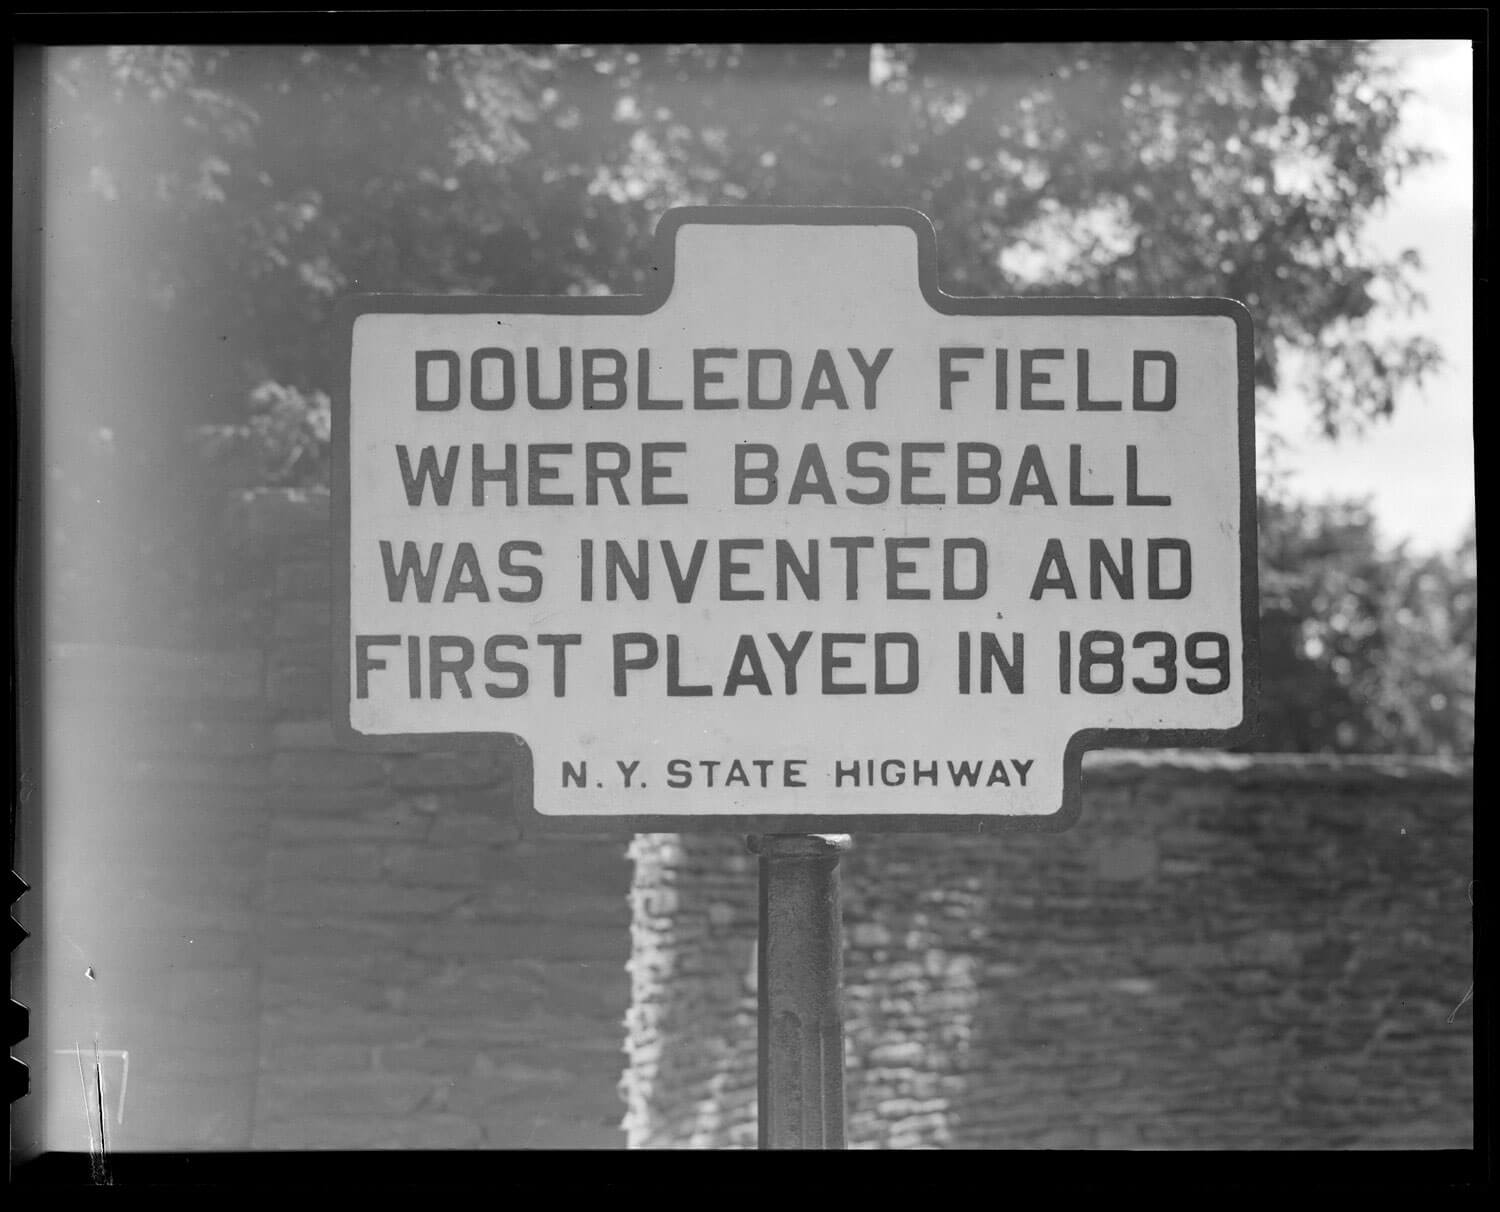 DOUBLEDAY FIELD
WHERE BASEBALL
WAS INVENTED AND
FIRST PLAYED IN 1839
N. Y. STATE HIGHWAY